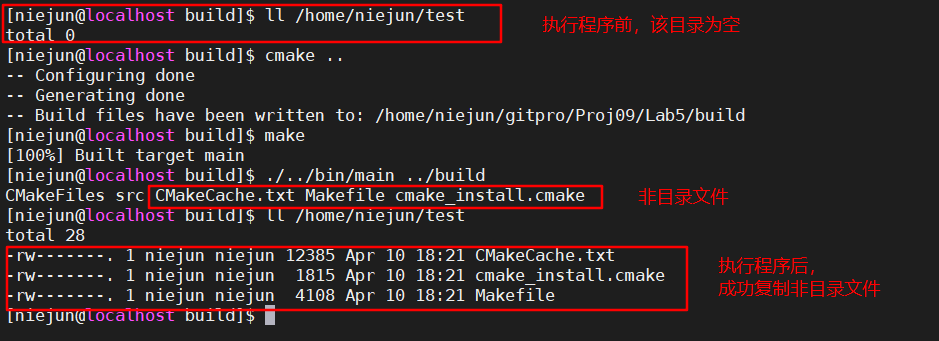 [niejun@localhost build]$ ll /home/niejun/test
执行程序前，该目录为空
total 0
[niejun@localhost build]$ cmake ..
-- Configuring done
-- Generating done
-- Build files have been written to: /home/niejun/gitpro/Proj09/Lab5/build
[niejun@localhost build]$ make
[100%] Built target main
[niejun@localhost build]$ ./../bin/main ../build
CMakeFiles src CMakeCache.txt Makefile cmake_install.cmake
非目录文件
[niejun@localhost build]$ ll /home/niejun/test
total 28
-rw-------. 1 niejun niejun 12385 Apr 10 18:21 CMakeCache.txt
-rw-------. 1 niejun niejun  1815 Apr 10 18:21 cmake_install.cmake
-rw-------. 1 niejun niejun  4108 Apr 10 18:21 Makefile
执行程序后，
成功复制非目录文件
[niejun@localhost build]$